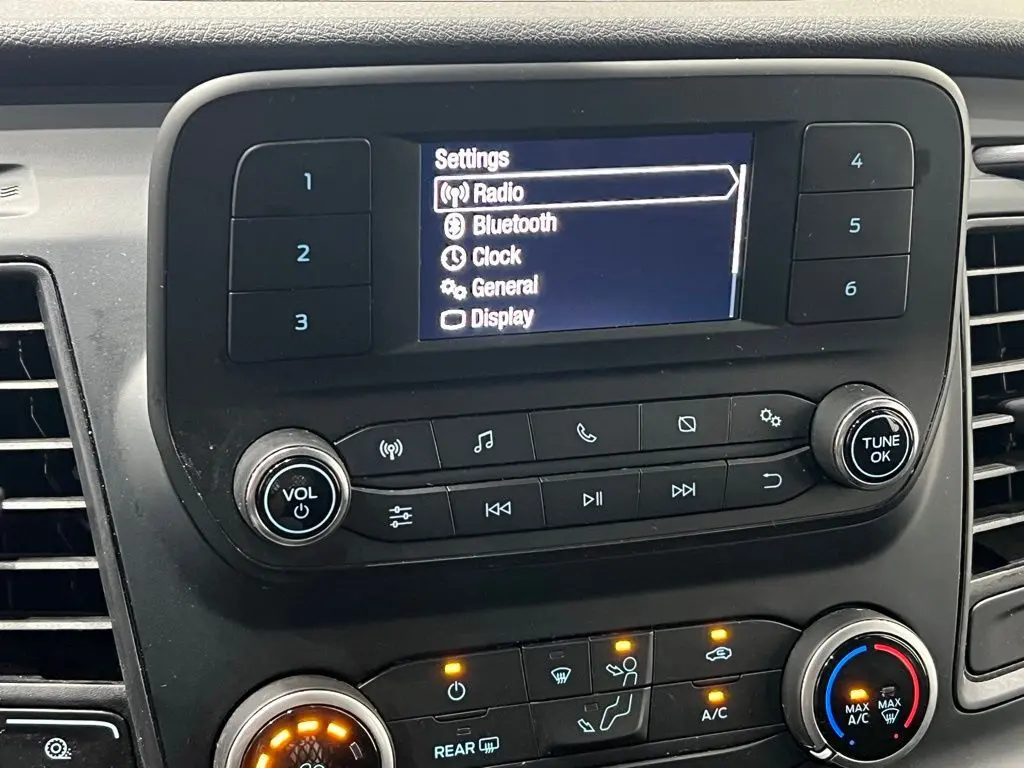 Settings
Radio
Bluetooth
Clock
General
Display
1
2
3
4
5
6
VOL
TUNE
OK
REAR
A/C
MAX
A/C
MAX